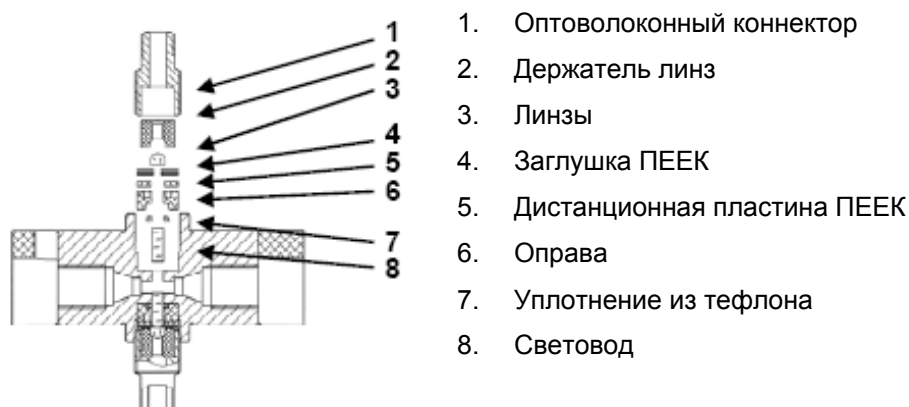 1
2
3
4
5
6
7
8
1. Оптоволоконный коннектор
2. Держатель линз
3. Линзы
4. Заглушка ПЕЕК
5. Дистанционная пластина ПЕЕК
6. Оправа
7. Уплотнение из тефлона
8. Световод